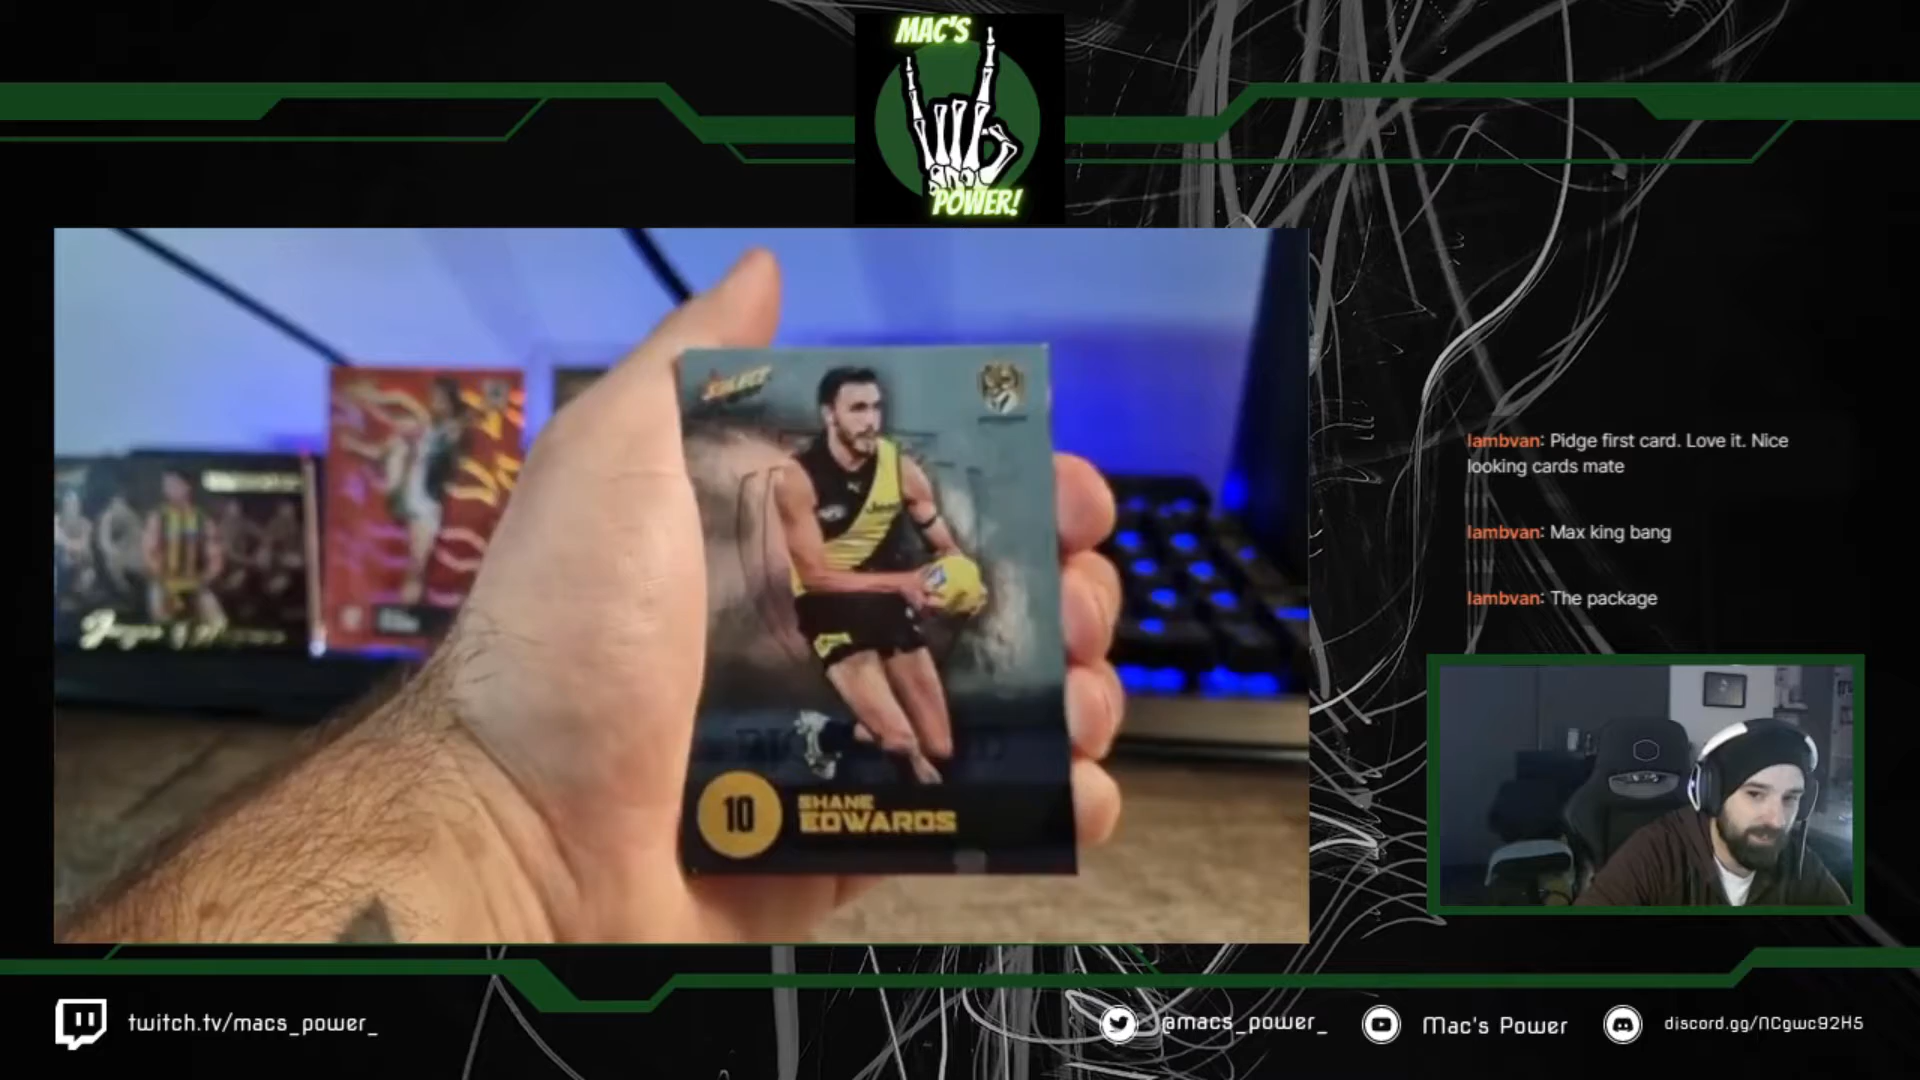 MAC'S
POWER!
SELECT
Jeep
10
SHANE
EDWARDS
lambvan: Pidge first card. Love it. Nice
looking cards mate
lambvan: Max king bang
lambvan: The package
twitch.tv/macs_power_
@macs_power_
Mac's Power
discord.gg/NCgwc92H5